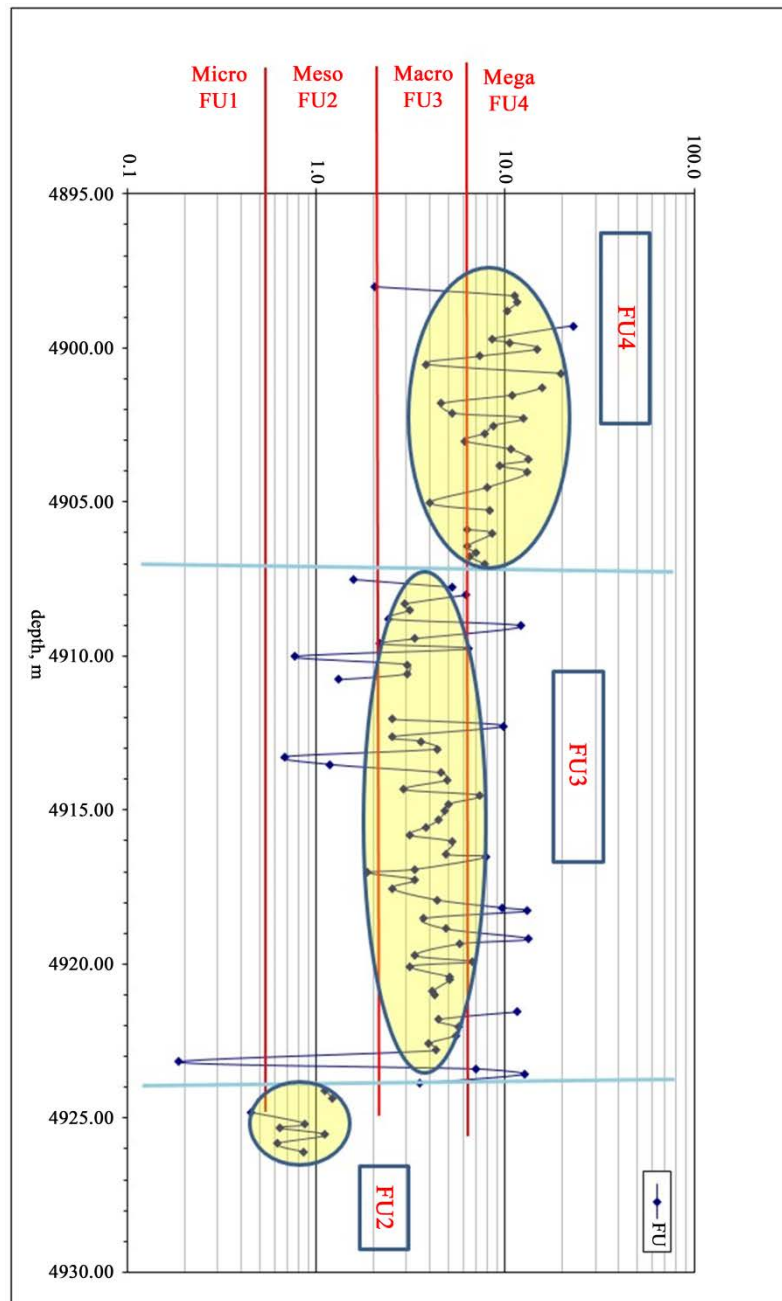 Micro
FU1
Meso
FU2
Macro
FU3
Mega
FU4
0.1
1.0
10.0
100.0
4895.00
4900.00
4905.00
4910.00
4915.00
4920.00
4925.00
4930.00
depth, m
FU4
FU3
FU2
FU